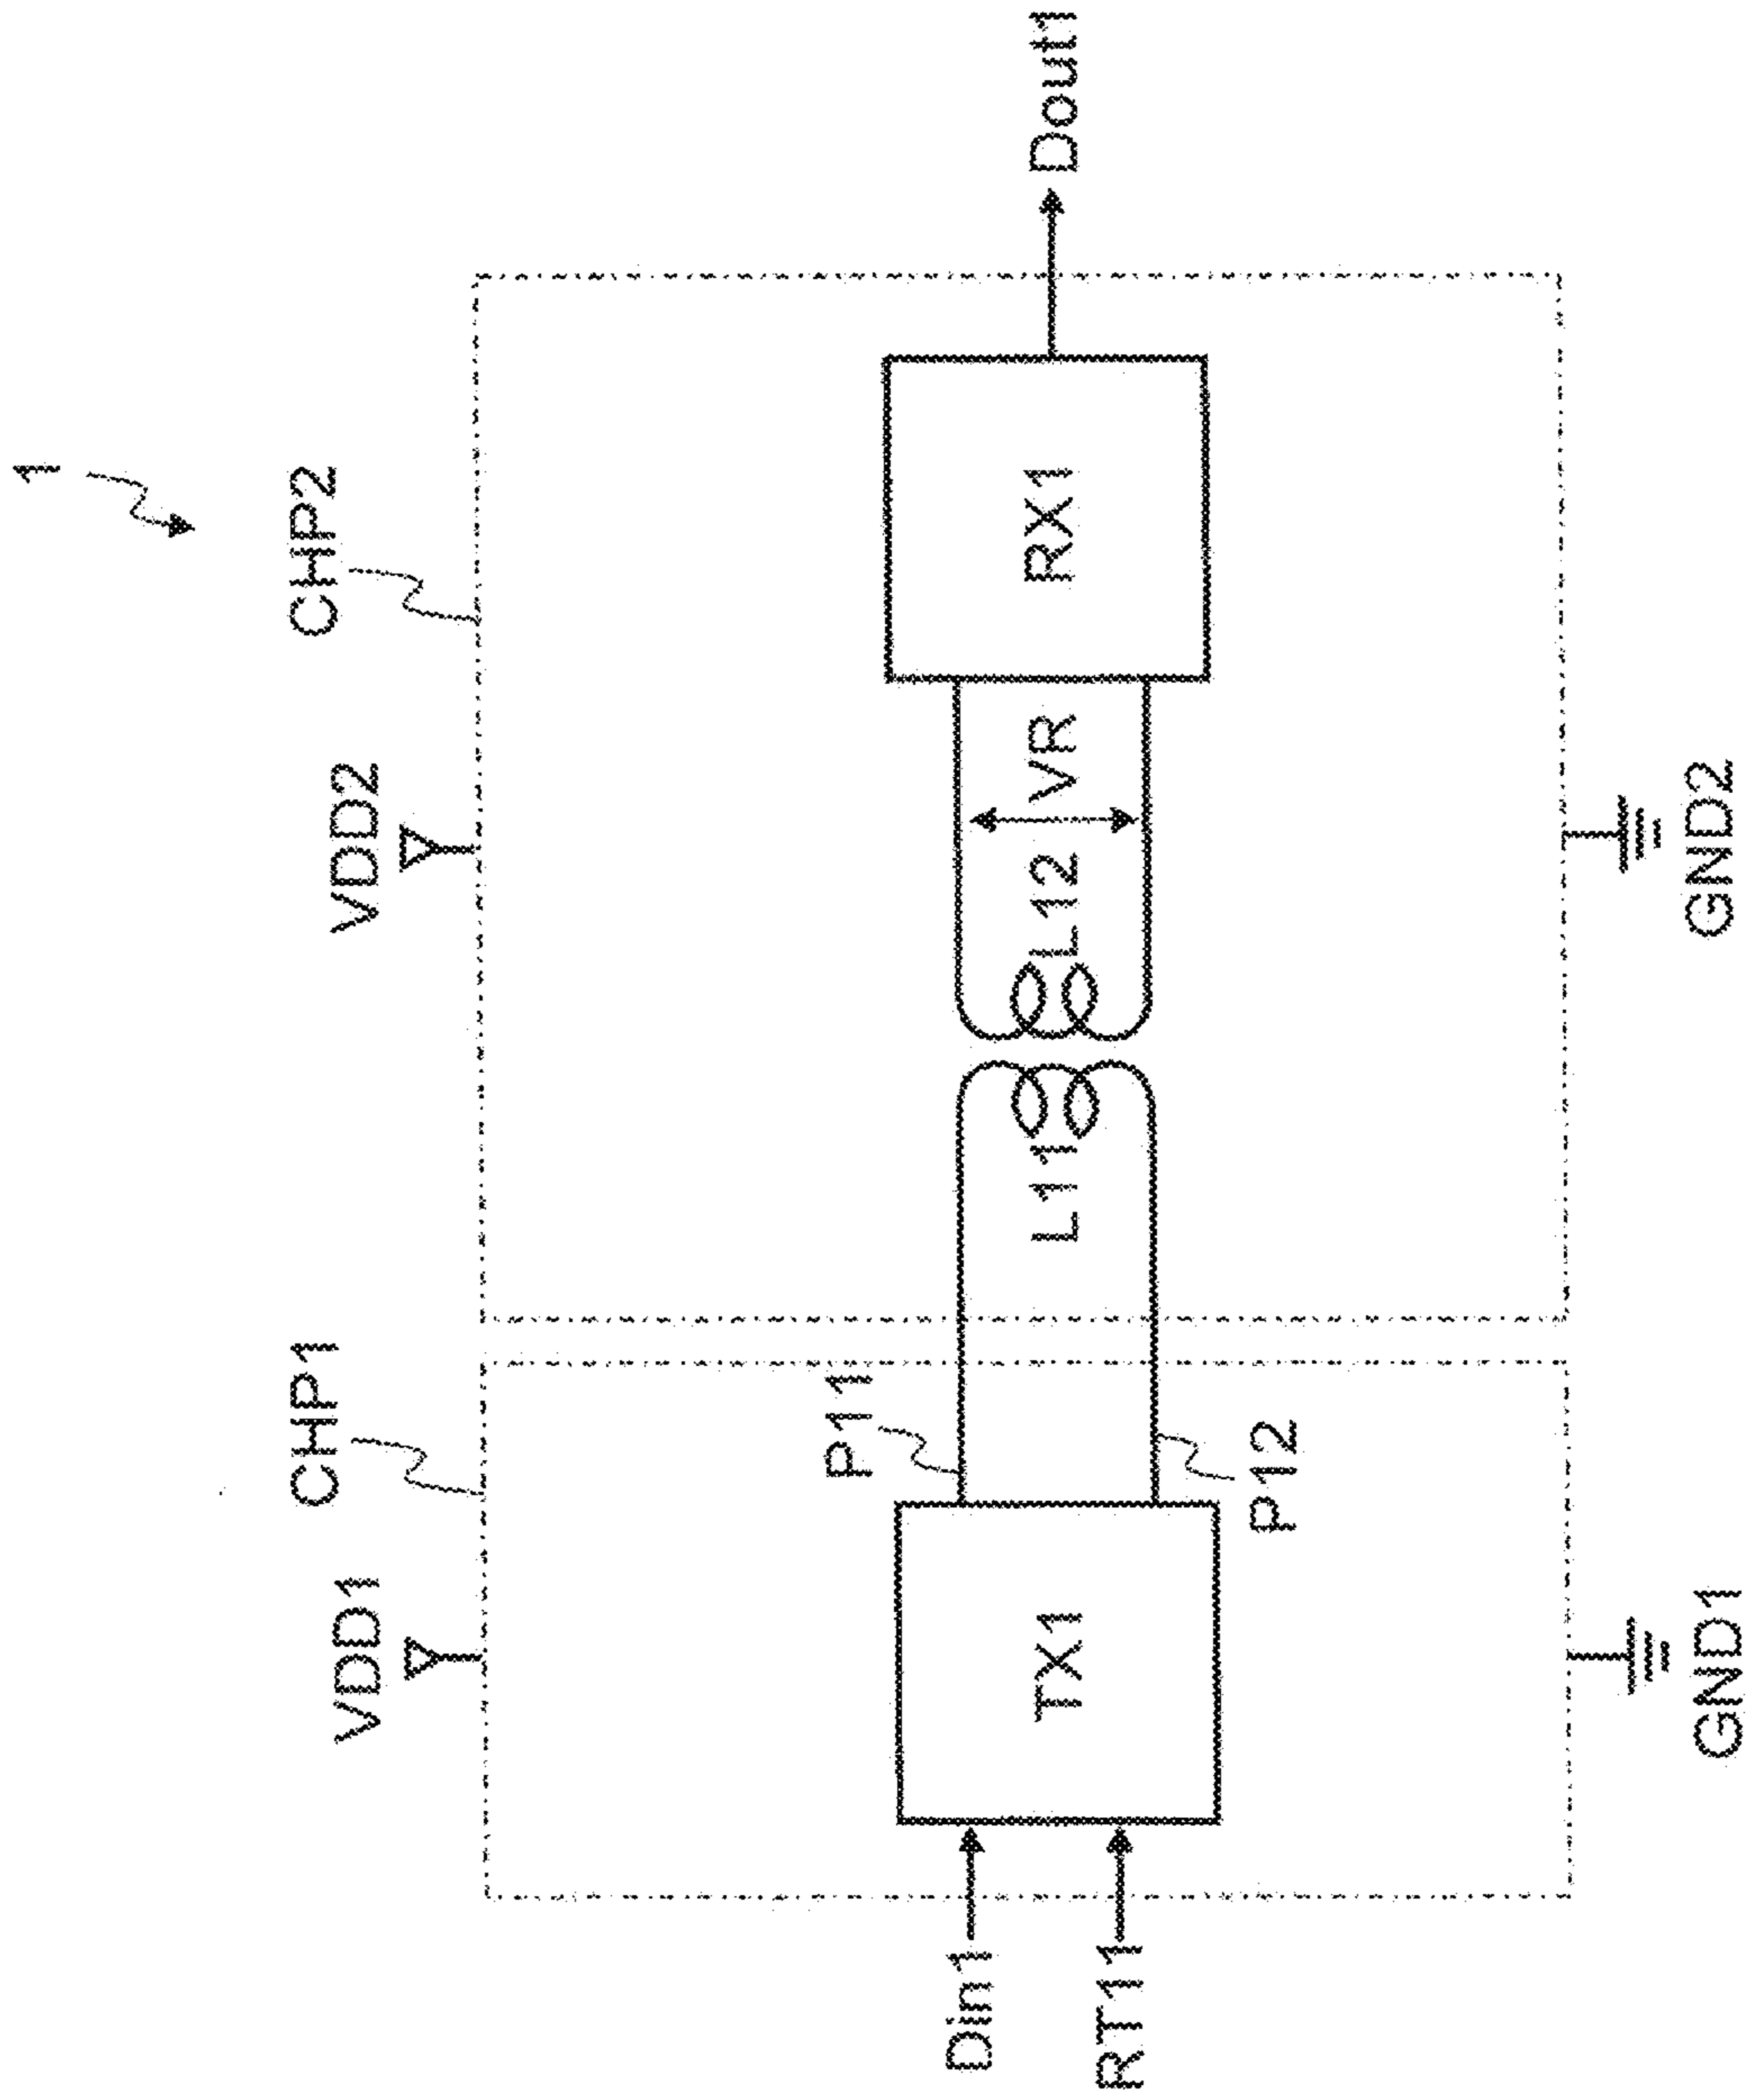 1
CHP1
CHP2
VDD1
VDD2
P11
Din1
RT11
TX1
L11
L12
VR
RX1
Dout1
P12
GND1
GND2